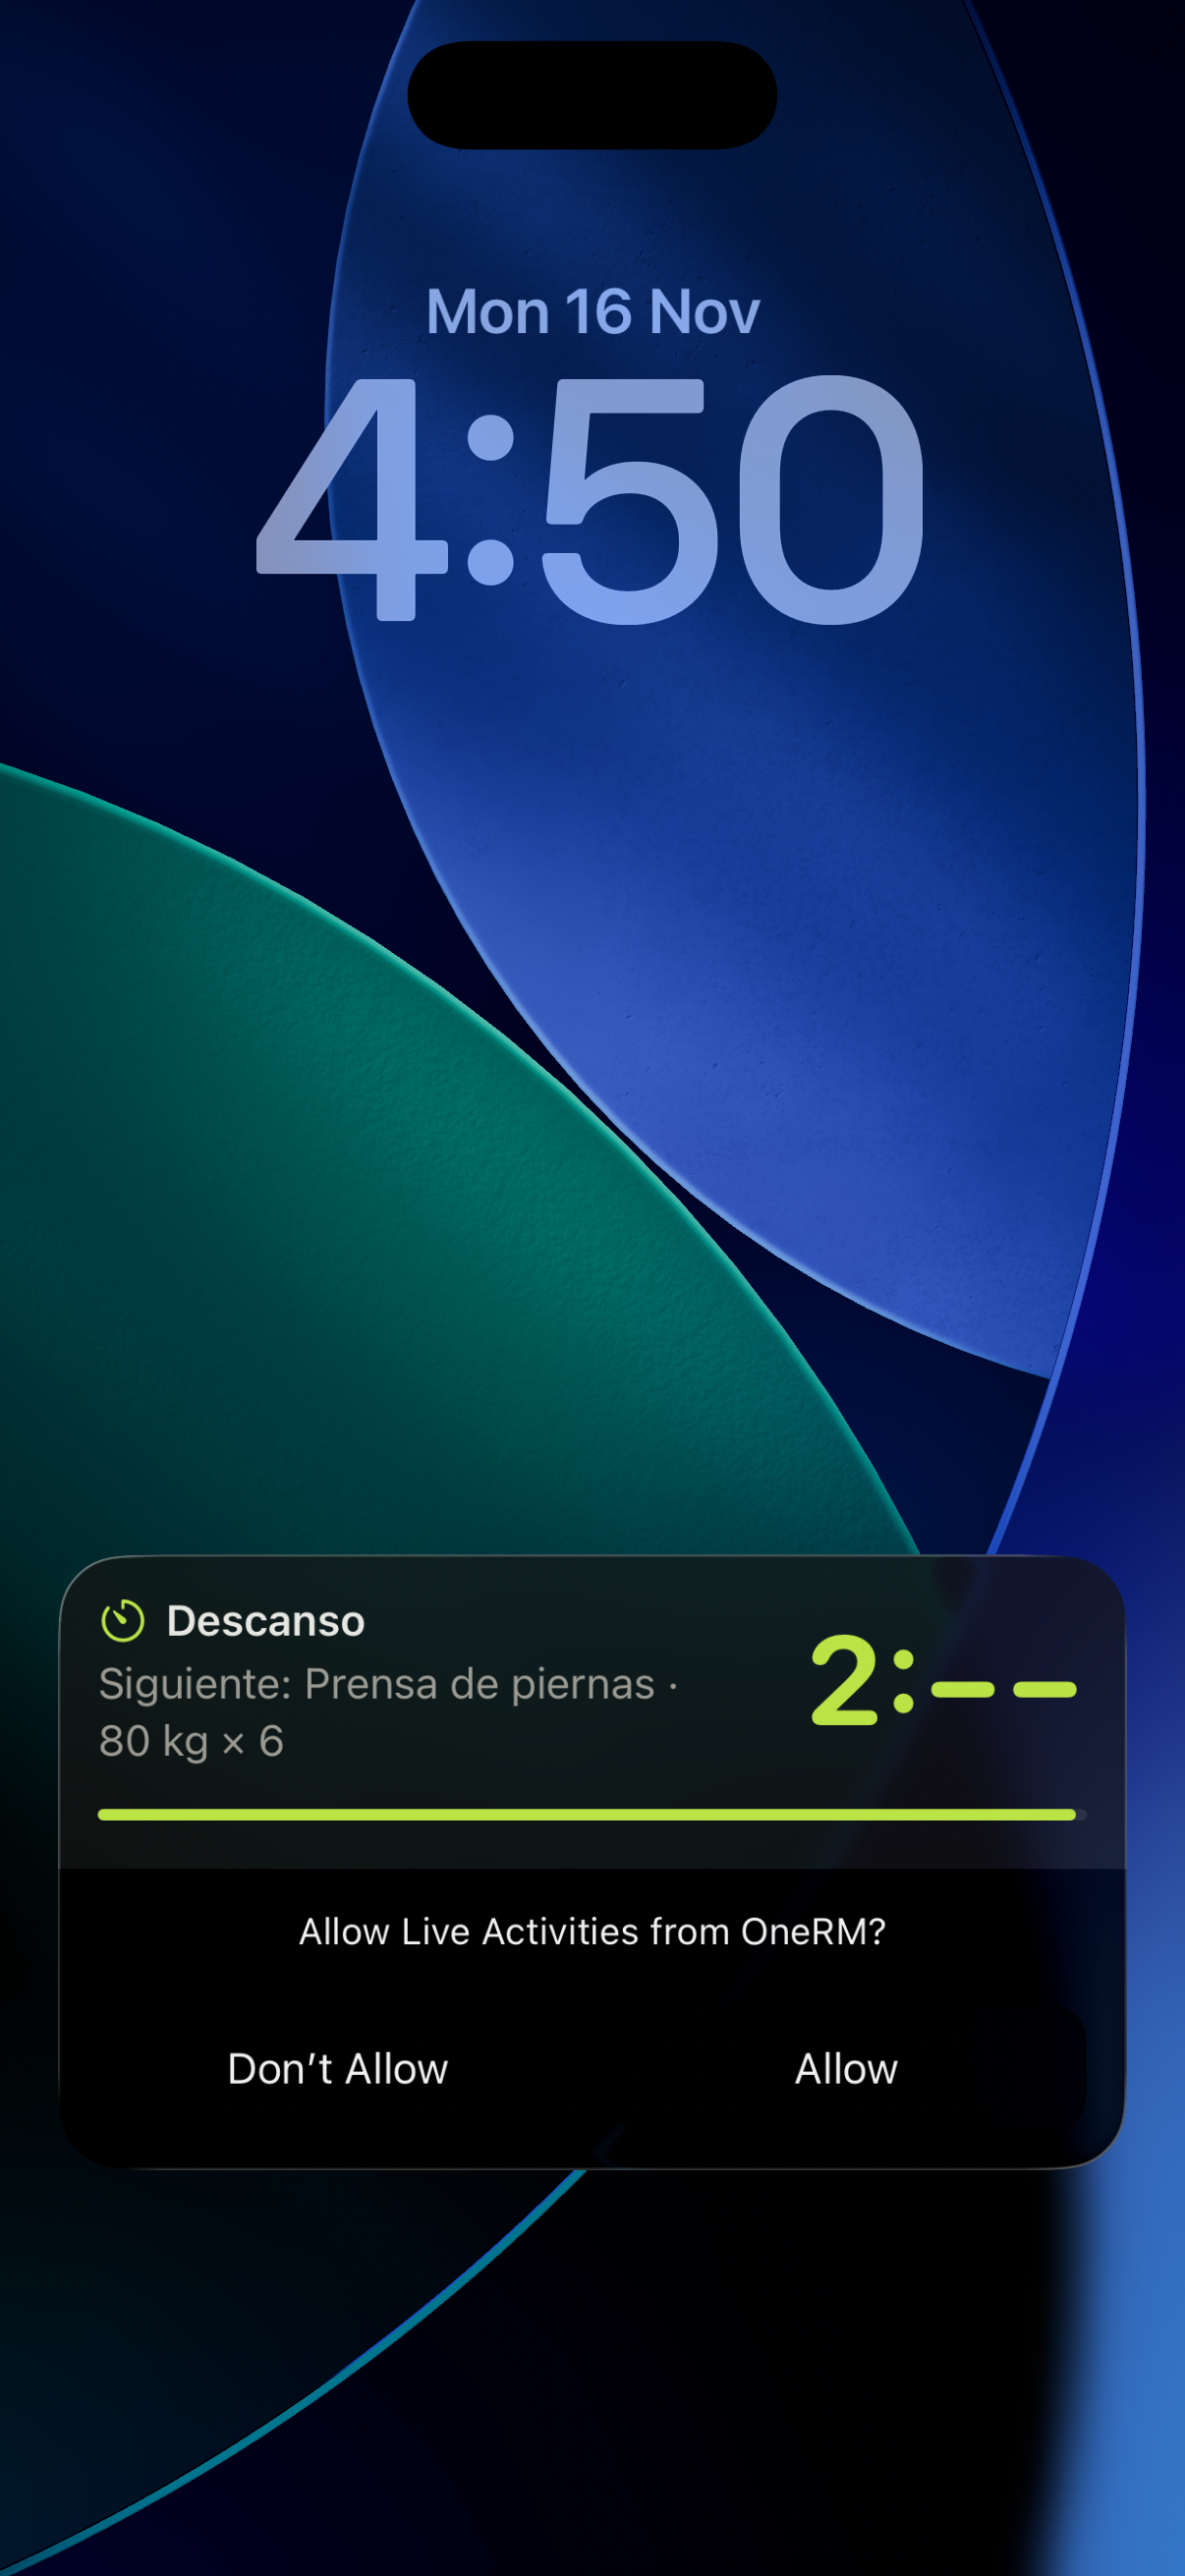 Mon 16 Nov
4:50
Descanso
Siguiente: Prensa de piernas ·
80 kg × 6
2:--
Allow Live Activities from OneRM?
Don’t Allow
Allow